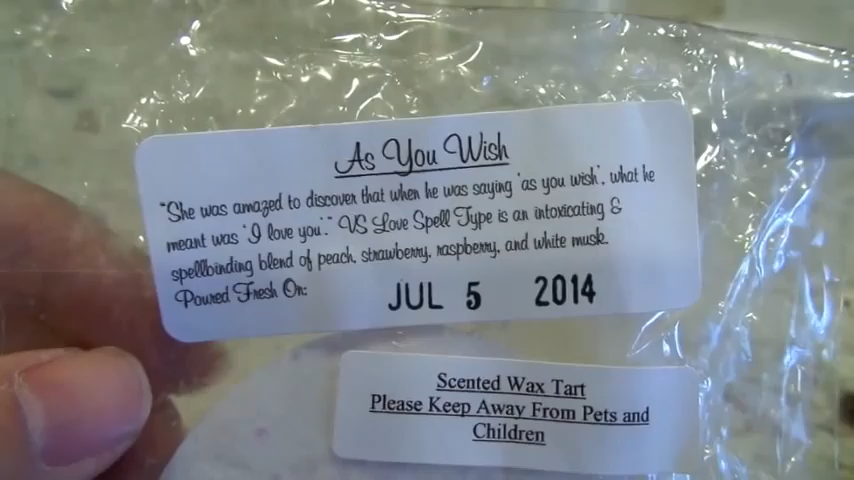 As You Wish
"She was amazed to discover that when he was saying 'as you wish', what he
meant was 'I love you.'" VS Love Spell Type is an intoxicating &
spellbinding blend of peach, strawberry, raspberry, and white musk.
Poured Fresh On: JUL 5 2014
Scented Wax Tart
Please Keep Away From Pets and
Children